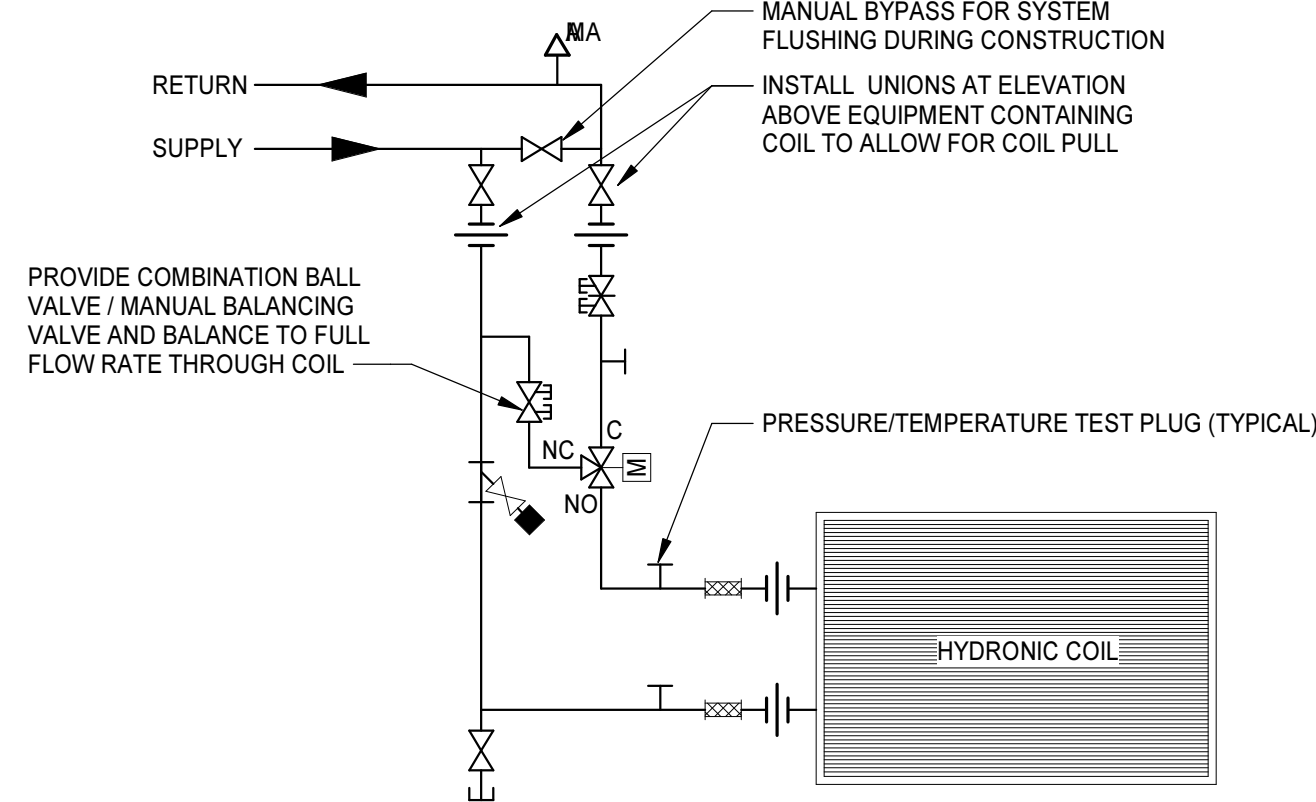 MANUAL BYPASS FOR SYSTEM
FLUSHING DURING CONSTRUCTION
RETURN
INSTALL UNIONS AT ELEVATION
ABOVE EQUIPMENT CONTAINING
COIL TO ALLOW FOR COIL PULL
SUPPLY
PROVIDE COMBINATION BALL
VALVE / MANUAL BALANCING
VALVE AND BALANCE TO FULL
FLOW RATE THROUGH COIL
C
NC
M
NO
PRESSURE/TEMPERATURE TEST PLUG (TYPICAL)
HYDRONIC COIL